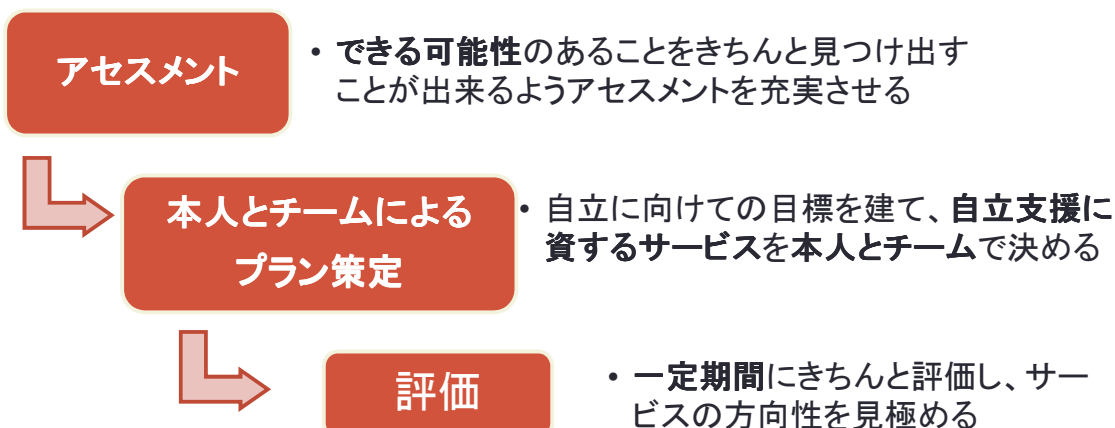 アセスメント
・できる可能性のあることをきちんと見つけ出す
ことが出来るようアセスメントを充実させる
本人とチームによる
プラン策定
・自立に向けての目標を建て、自立支援に
資するサービスを本人とチームで決める
評価
・一定期間にきちんと評価し、サー
ビスの方向性を見極める